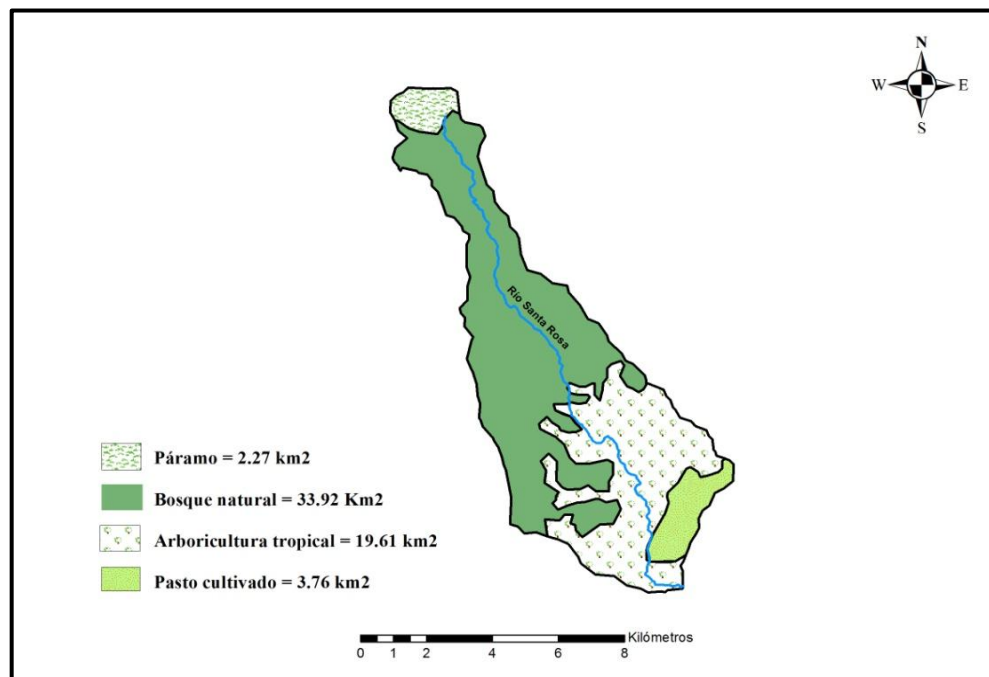 N
W E
S
Río Santa Rosa
Páramo = 2.27 km2
Bosque natural = 33.92 Km2
Arboricultura tropical = 19.61 km2
Pasto cultivado = 3.76 km2
Kilómetros
0 1 2 4 6 8